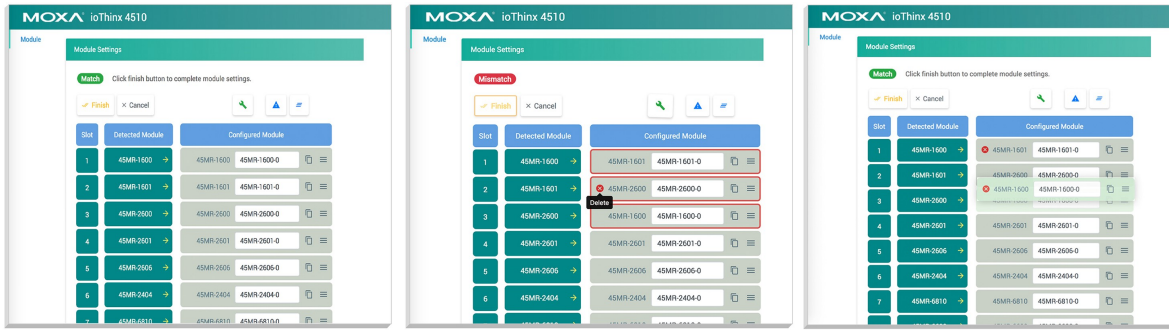 MOXA ioThinx 4510
Module
Module Settings
Match Click finish button to complete module settings.
Finish × Cancel
Slot Detected Module Configured Module
1 45MR-1600 → 45MR-1600 45MR-1600-0
2 45MR-1601 → 45MR-1601 45MR-1601-0
3 45MR-2600 → 45MR-2600 45MR-2600-0
4 45MR-2601 → 45MR-2601 45MR-2601-0
5 45MR-2606 → 45MR-2606 45MR-2606-0
6 45MR-2404 → 45MR-2404 45MR-2404-0
7 45MR-6810 45MR-6810 45MR-6810-0
MOXA ioThinx 4510
Module
Module Settings
Mismatch
Finish × Cancel
Slot Detected Module Configured Module
1 45MR-1600 → 45MR-1601 45MR-1601-0
2 45MR-1601 → 45MR-2600 45MR-2600-0
Delete
3 45MR-2600 → 45MR-1600 45MR-1600-0
4 45MR-2601 → 45MR-2601 45MR-2601-0
5 45MR-2606 → 45MR-2606 45MR-2606-0
6 45MR-2404 → 45MR-2404 45MR-2404-0
MOXA ioThinx 4510
Module
Module Settings
Match Click finish button to complete module settings.
Finish × Cancel
Slot Detected Module Configured Module
1 45MR-1600 → 45MR-1601 45MR-1601-0
2 45MR-1601 → 45MR-2600 45MR-2600-0
45MR-1600 45MR-1600-0
3 45MR-2600 →
4 45MR-2601 → 45MR-2601 45MR-2601-0
5 45MR-2606 → 45MR-2606 45MR-2606-0
6 45MR-2404 → 45MR-2404 45MR-2404-0
7 45MR-6810 → 45MR-6810 45MR-6810-0